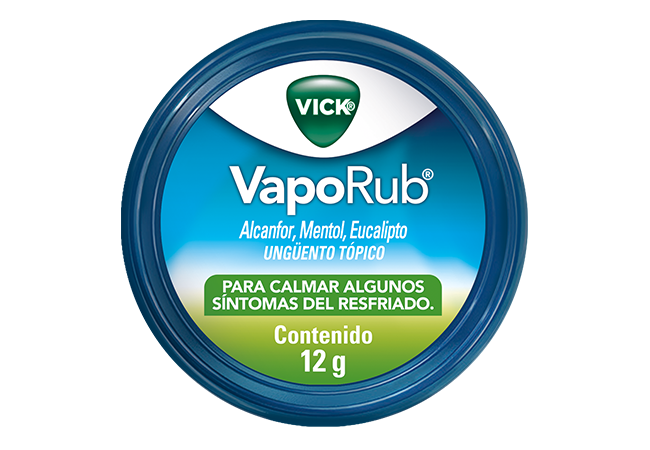 VICK®
VapoRub®
Alcanfor, Mentol, Eucalipto
UNGÜENTO TÓPICO
PARA CALMAR ALGUNOS
SÍNTOMAS DEL RESFRIADO.
Contenido
12 g